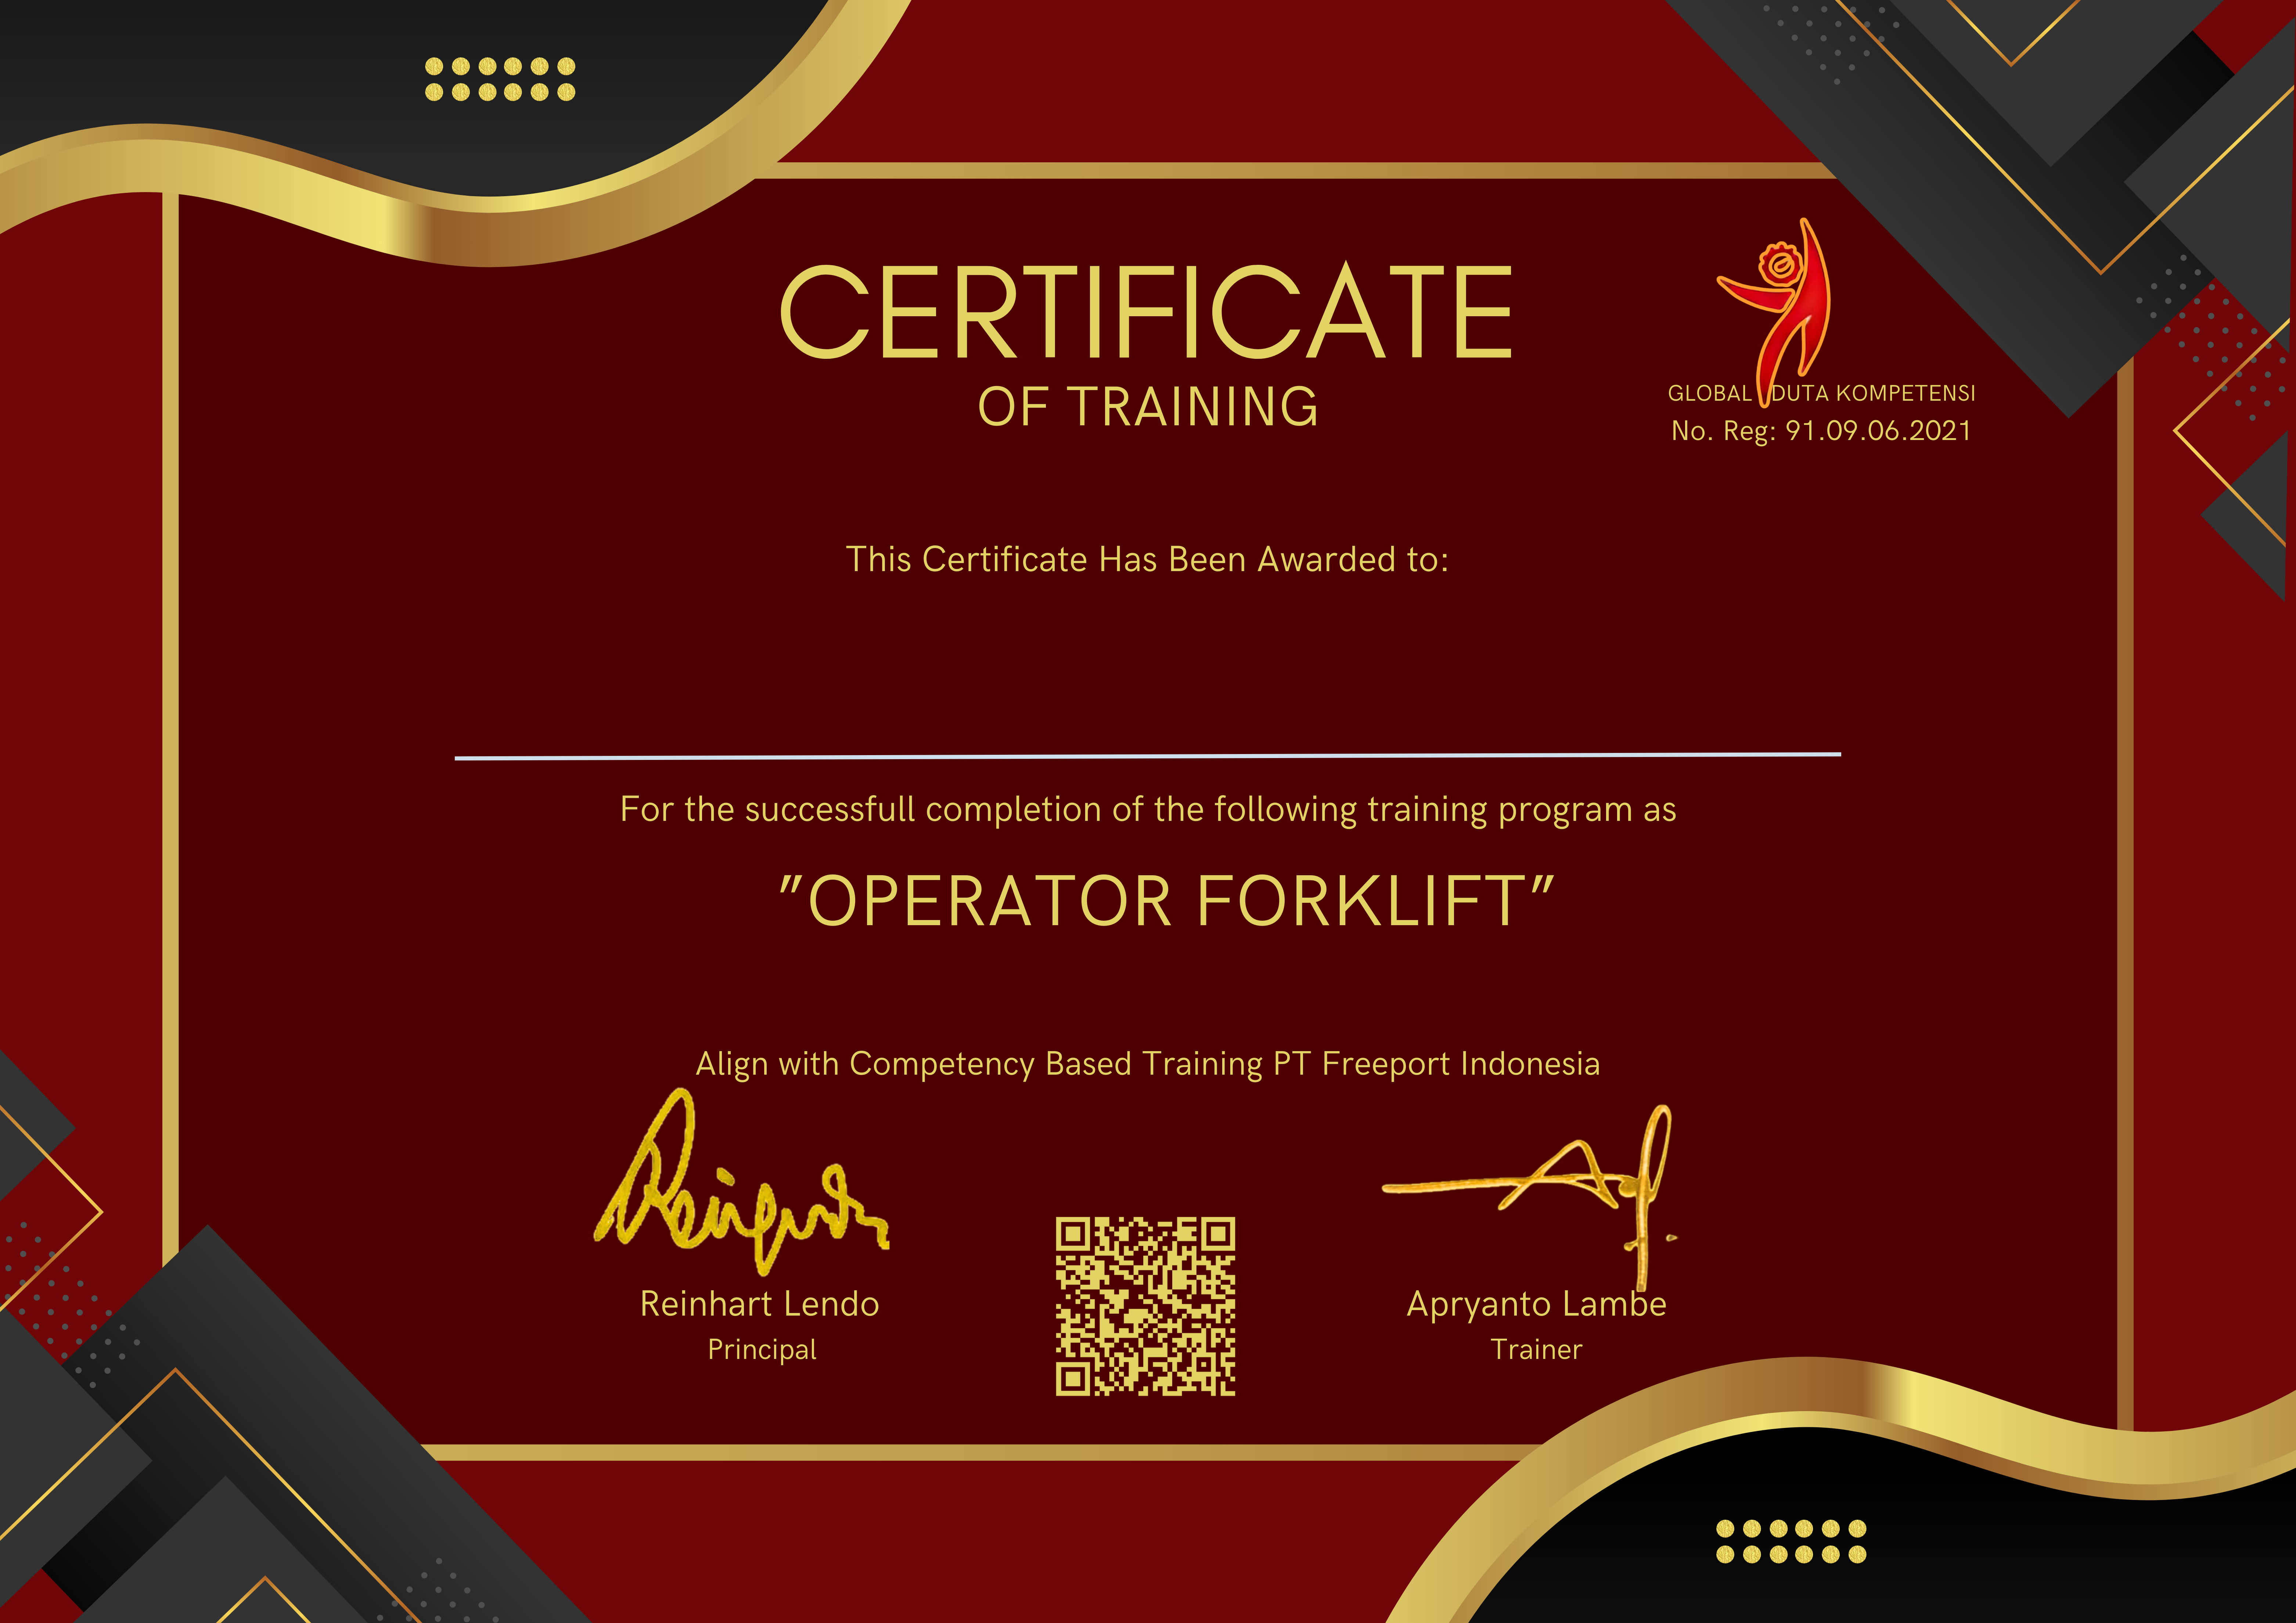 CERTIFICATE
OF TRAINING
GLOBAL DUTA KOMPETENSI
No. Reg: 91.09.06.2021
This Certificate Has Been Awarded to:
For the successfull completion of the following training program as
"OPERATOR FORKLIFT"
Align with Competency Based Training PT Freeport Indonesia
Reinhart Lendo
Principal
Apryanto Lambe
Trainer